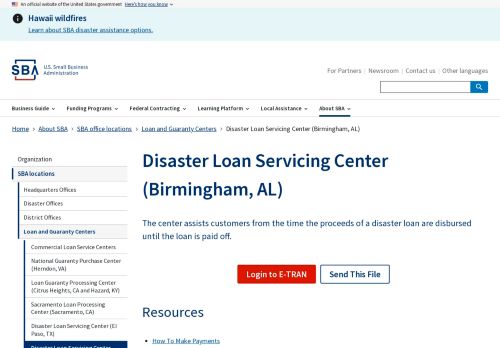 An official website of the United States government Here's how you know
Hawaii wildfires
Learn about SBA disaster assistance options.
SBA
U.S. Small Business
Administration
For Partners Newsroom Contact us Other languages
Business Guide Funding Programs Federal Contracting Learning Platform Local Assistance About SBA
Home > About SBA > SBA office locations > Loan and Guaranty Centers > Disaster Loan Servicing Center (Birmingham, AL)
Organization
SBA locations
Headquarters Offices
Disaster Offices
District Offices
Loan and Guaranty Centers
Commercial Loan Service Centers
National Guaranty Purchase Center
(Herndon, VA)
Loan Guaranty Processing Center
(Citrus Heights, CA and Hazard, KY)
Sacramento Loan Processing
Center (Sacramento, CA)
Disaster Loan Servicing Center (El
Paso, TX)
Disaster Loan Servicing Center
Disaster Loan Servicing Center
(Birmingham, AL)
The center assists customers from the time the proceeds of a disaster loan are disbursed
until the loan is paid off.
Login to E-TRAN Send This File
Resources
How To Make Payments